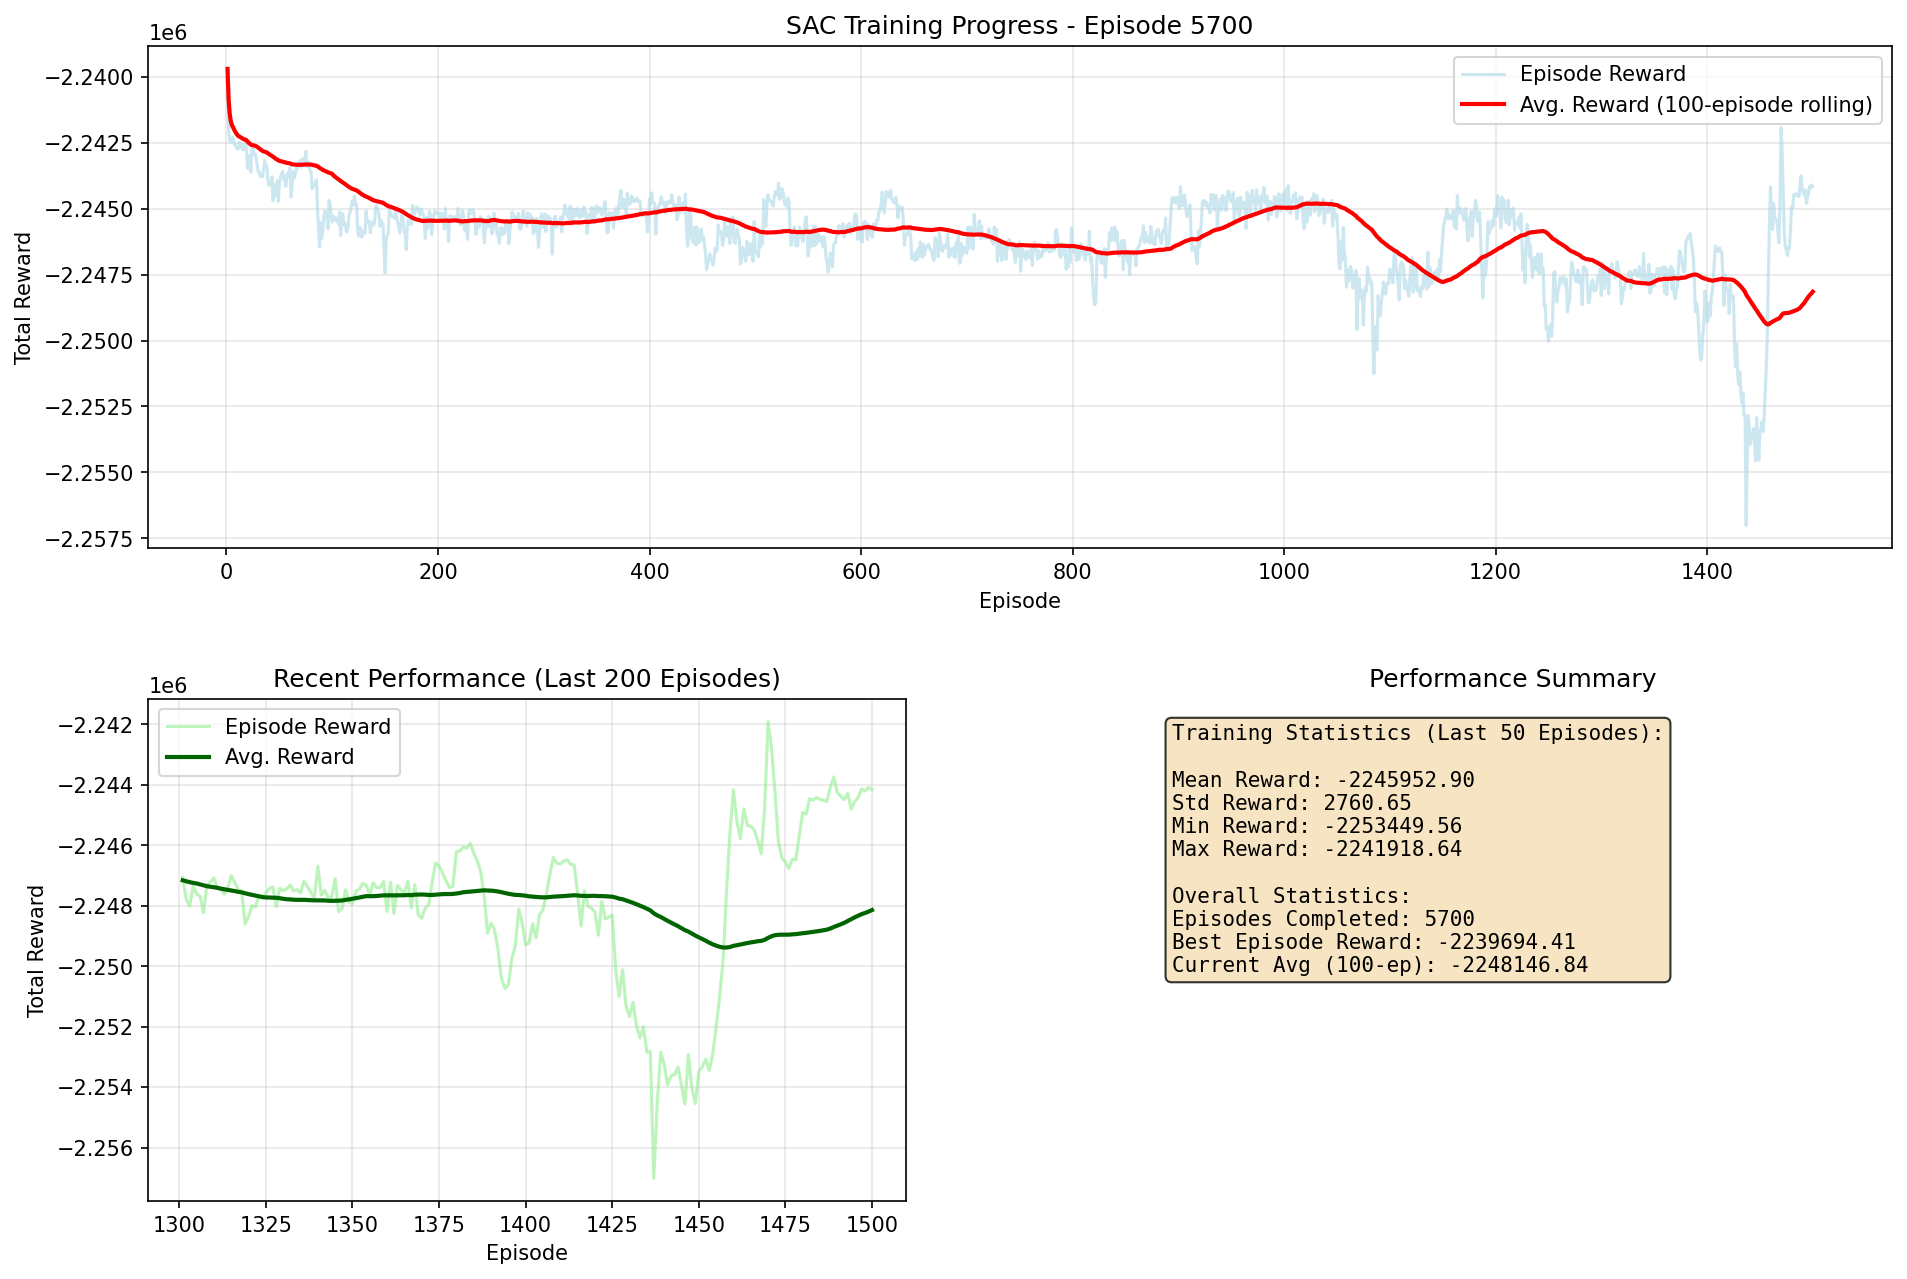 SAC Training Progress - Episode 5700
1e6
−2.2400
−2.2425
−2.2450
−2.2475
−2.2500
−2.2525
−2.2550
−2.2575
Total Reward
Episode Reward
Avg. Reward (100-episode rolling)
0 200 400 600 800 1000 1200 1400
Episode
Recent Performance (Last 200 Episodes)
1e6
−2.242
−2.244
−2.246
−2.248
−2.250
−2.252
−2.254
−2.256
Total Reward
Episode Reward
Avg. Reward
1300 1325 1350 1375 1400 1425 1450 1475 1500
Episode
Performance Summary
Training Statistics (Last 50 Episodes):
Mean Reward: -2245952.90
Std Reward: 2760.65
Min Reward: -2253449.56
Max Reward: -2241918.64
Overall Statistics:
Episodes Completed: 5700
Best Episode Reward: -2239694.41
Current Avg (100-ep): -2248146.84